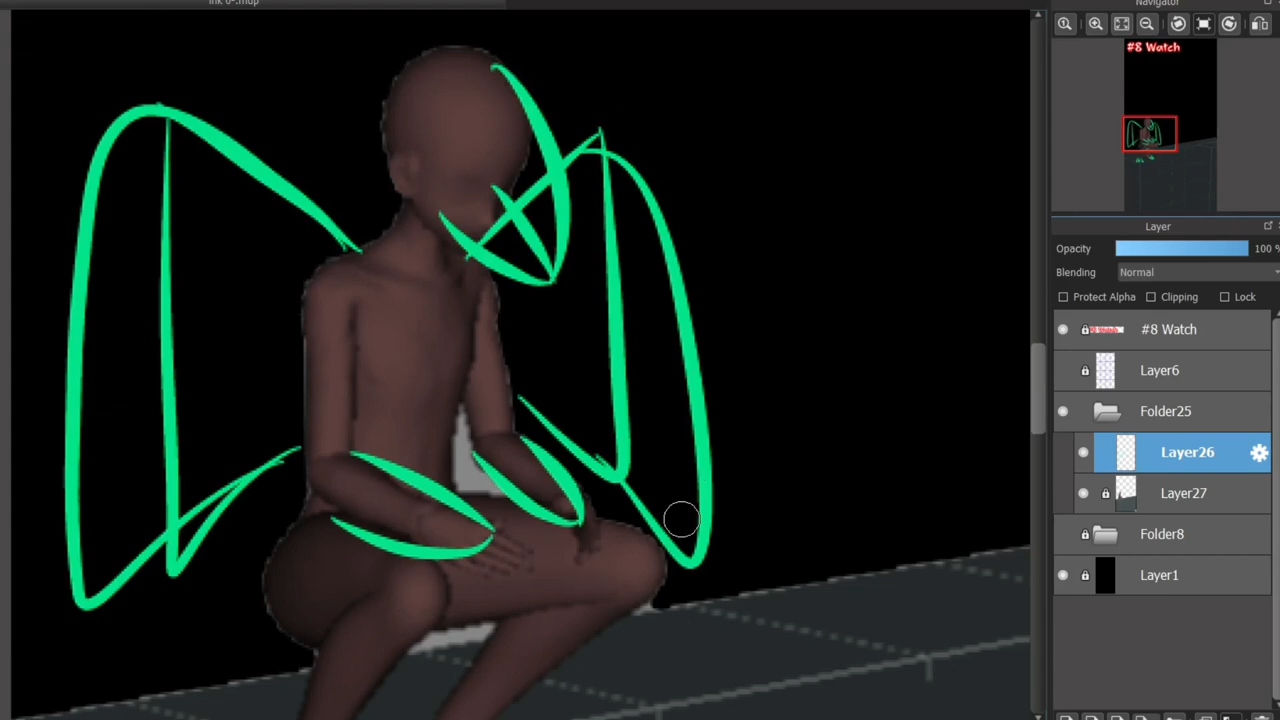 ink 6*.mdp
Navigator
#8 Watch
Layer
Opacity 100 %
Blending Normal
Protect Alpha Clipping Lock
#8 Watch
Layer6
Folder25
Layer26
Layer27
Folder8
Layer1